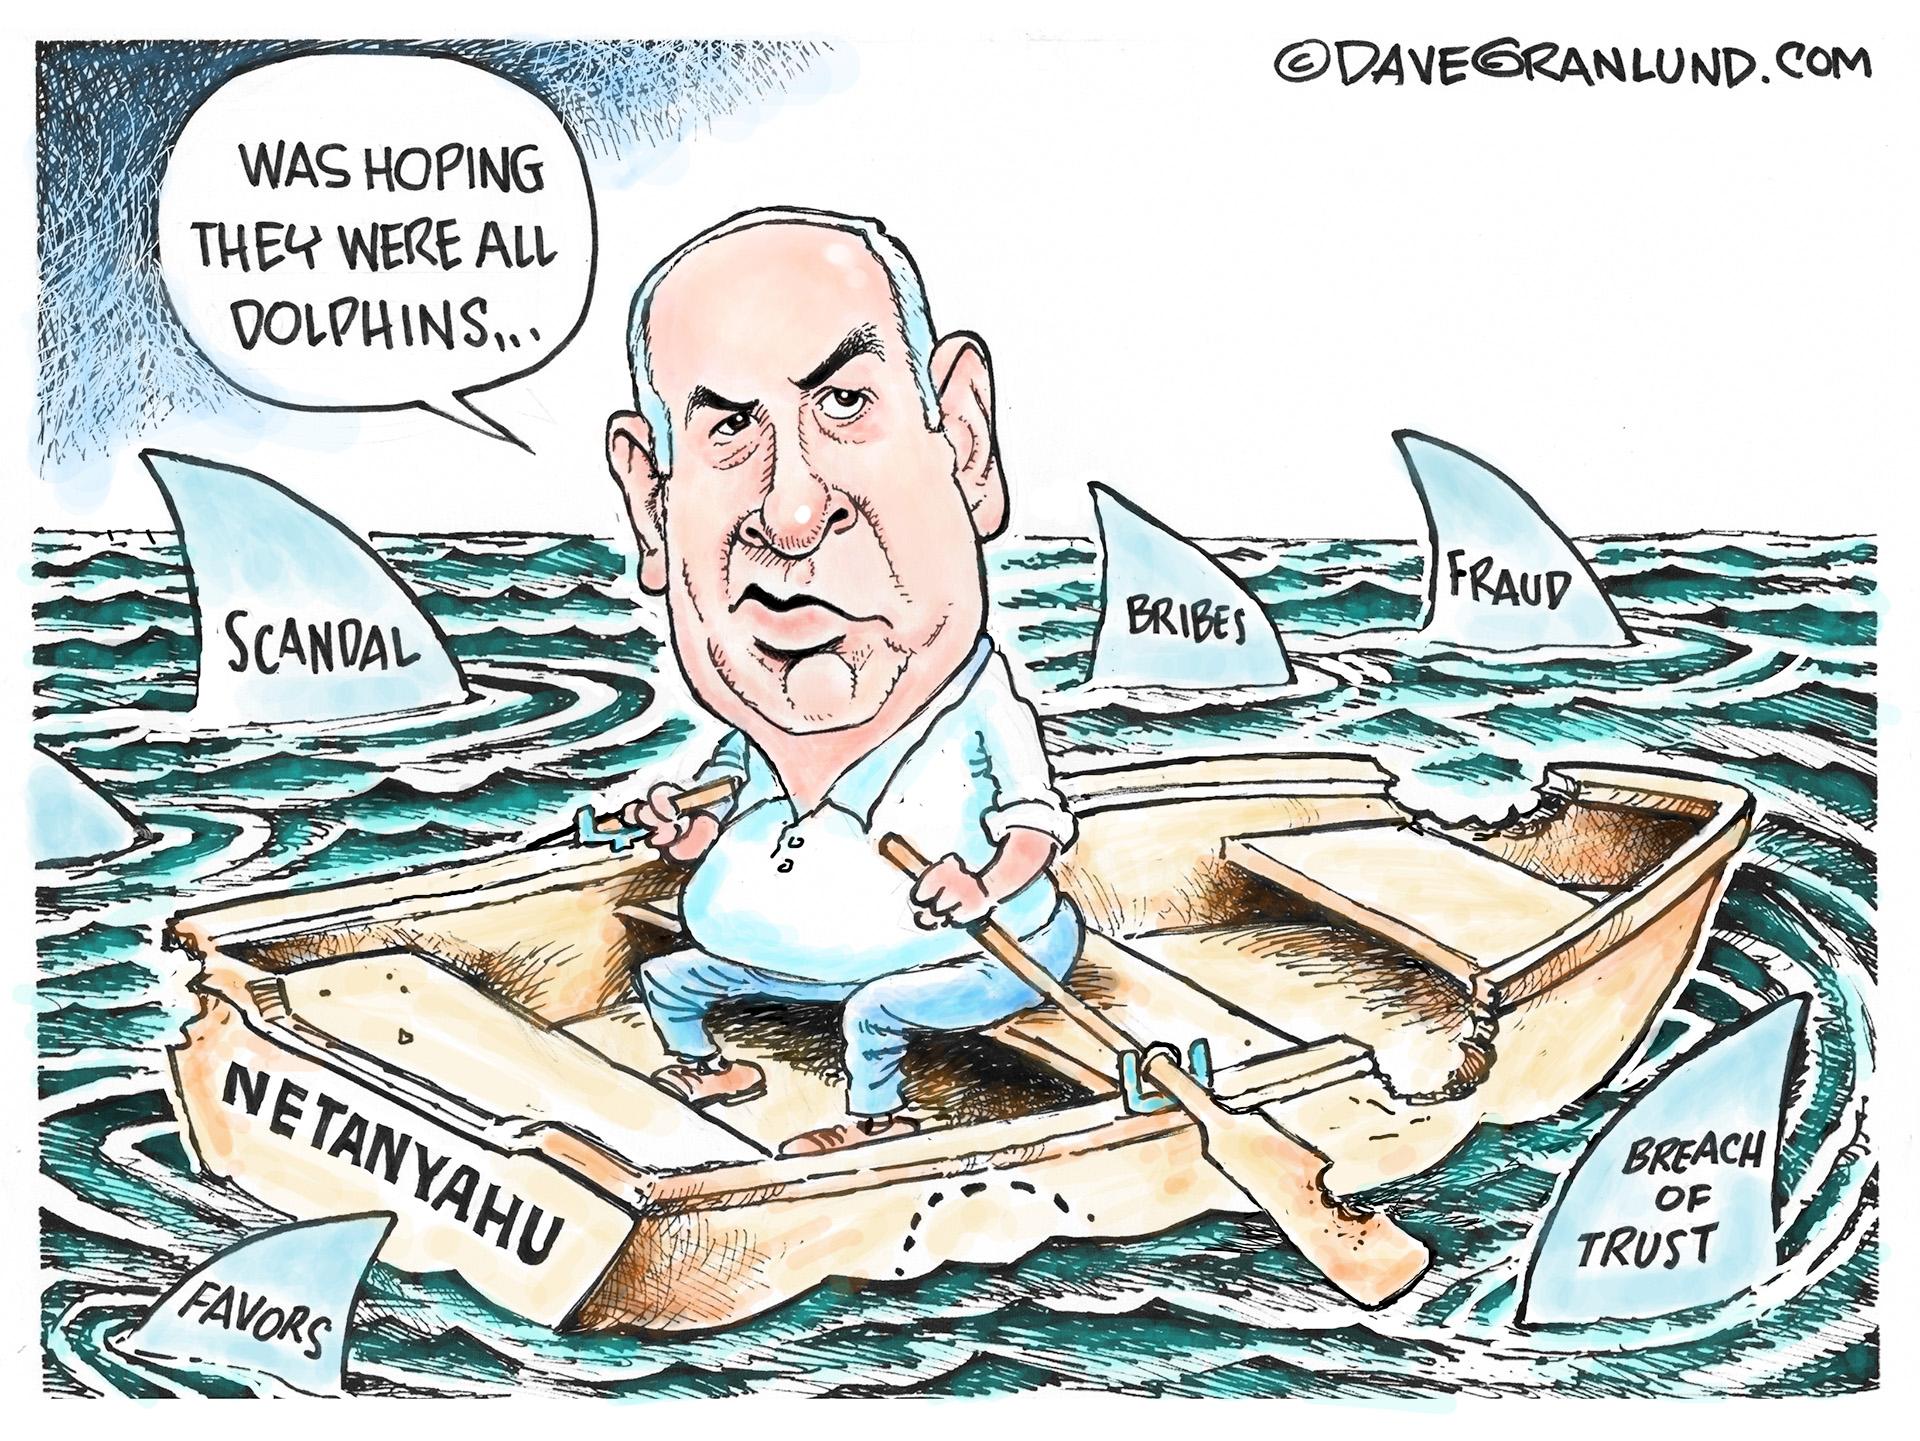 ©DAVEGRANLUND.COM
WAS HOPING
THEY WERE ALL
DOLPHINS...
SCANDAL
BRIBES
FRAUD
NETANYAHU
BREACH
OF
TRUST
FAVORS